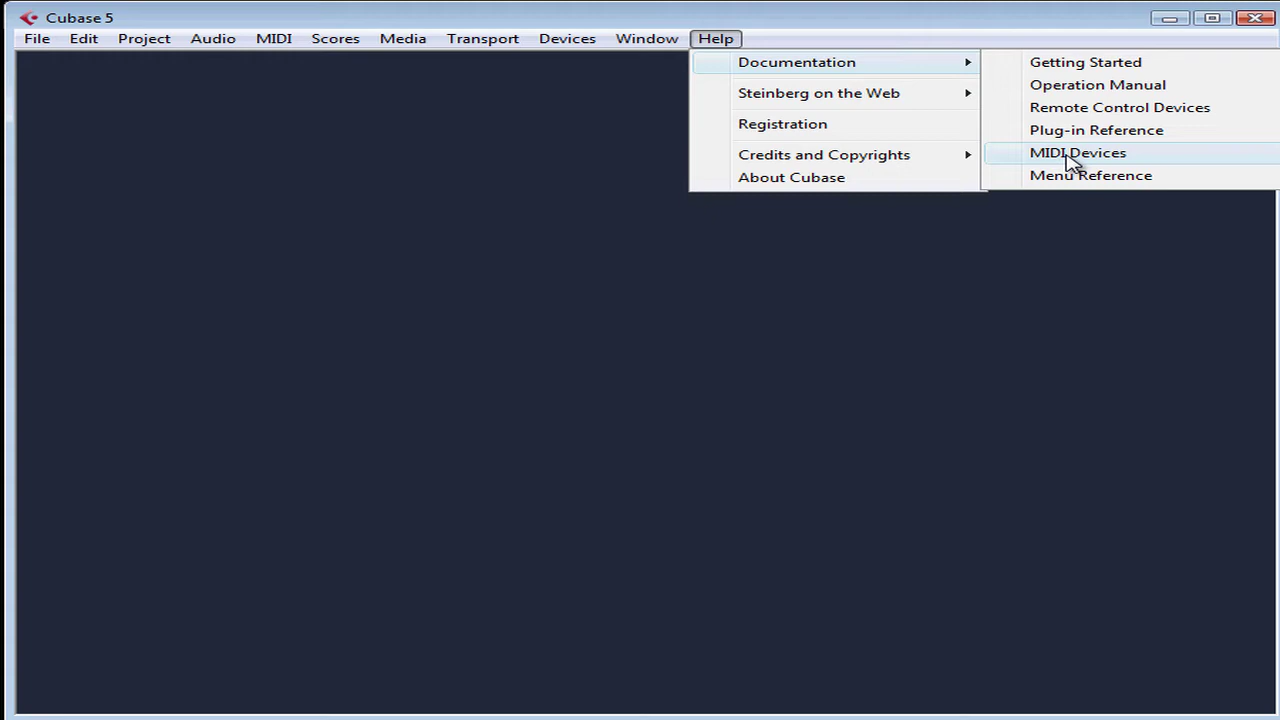 Cubase 5
File Edit Project Audio MIDI Scores Media Transport Devices Window Help
Documentation
Steinberg on the Web
Registration
Credits and Copyrights
About Cubase
Getting Started
Operation Manual
Remote Control Devices
Plug-in Reference
MIDI Devices
Menu Reference